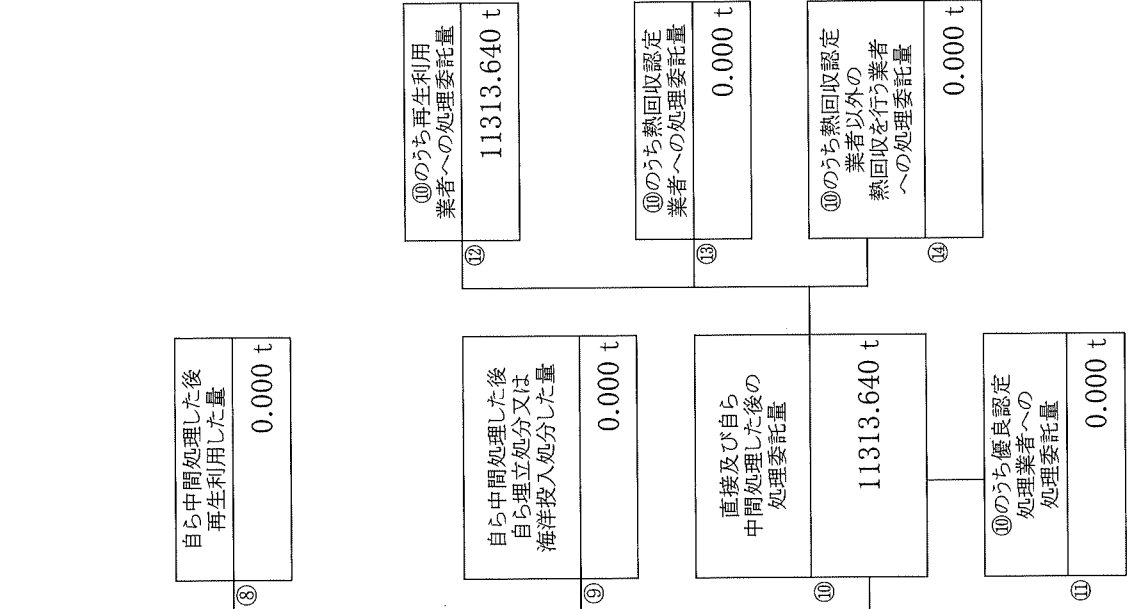 ⑧
自ら中間処理した後
再生利用した量
0.000 t
⑨
自ら中間処理した後
自ら埋立処分又は
海洋投入処分した量
0.000 t
⑩
直接及び自ら
中間処理した後の
処理委託量
11313.640 t
⑪
⑩のうち優良認定
処理業者への
処理委託量
0.000 t
⑫
⑩のうち再生利用
業者への処理委託量
11313.640 t
⑬
⑩のうち熱回収認定
業者への処理委託量
0.000 t
⑭
⑩のうち熱回収認定
業者以外の
熱回収を行う業者
への処理委託量
0.000 t